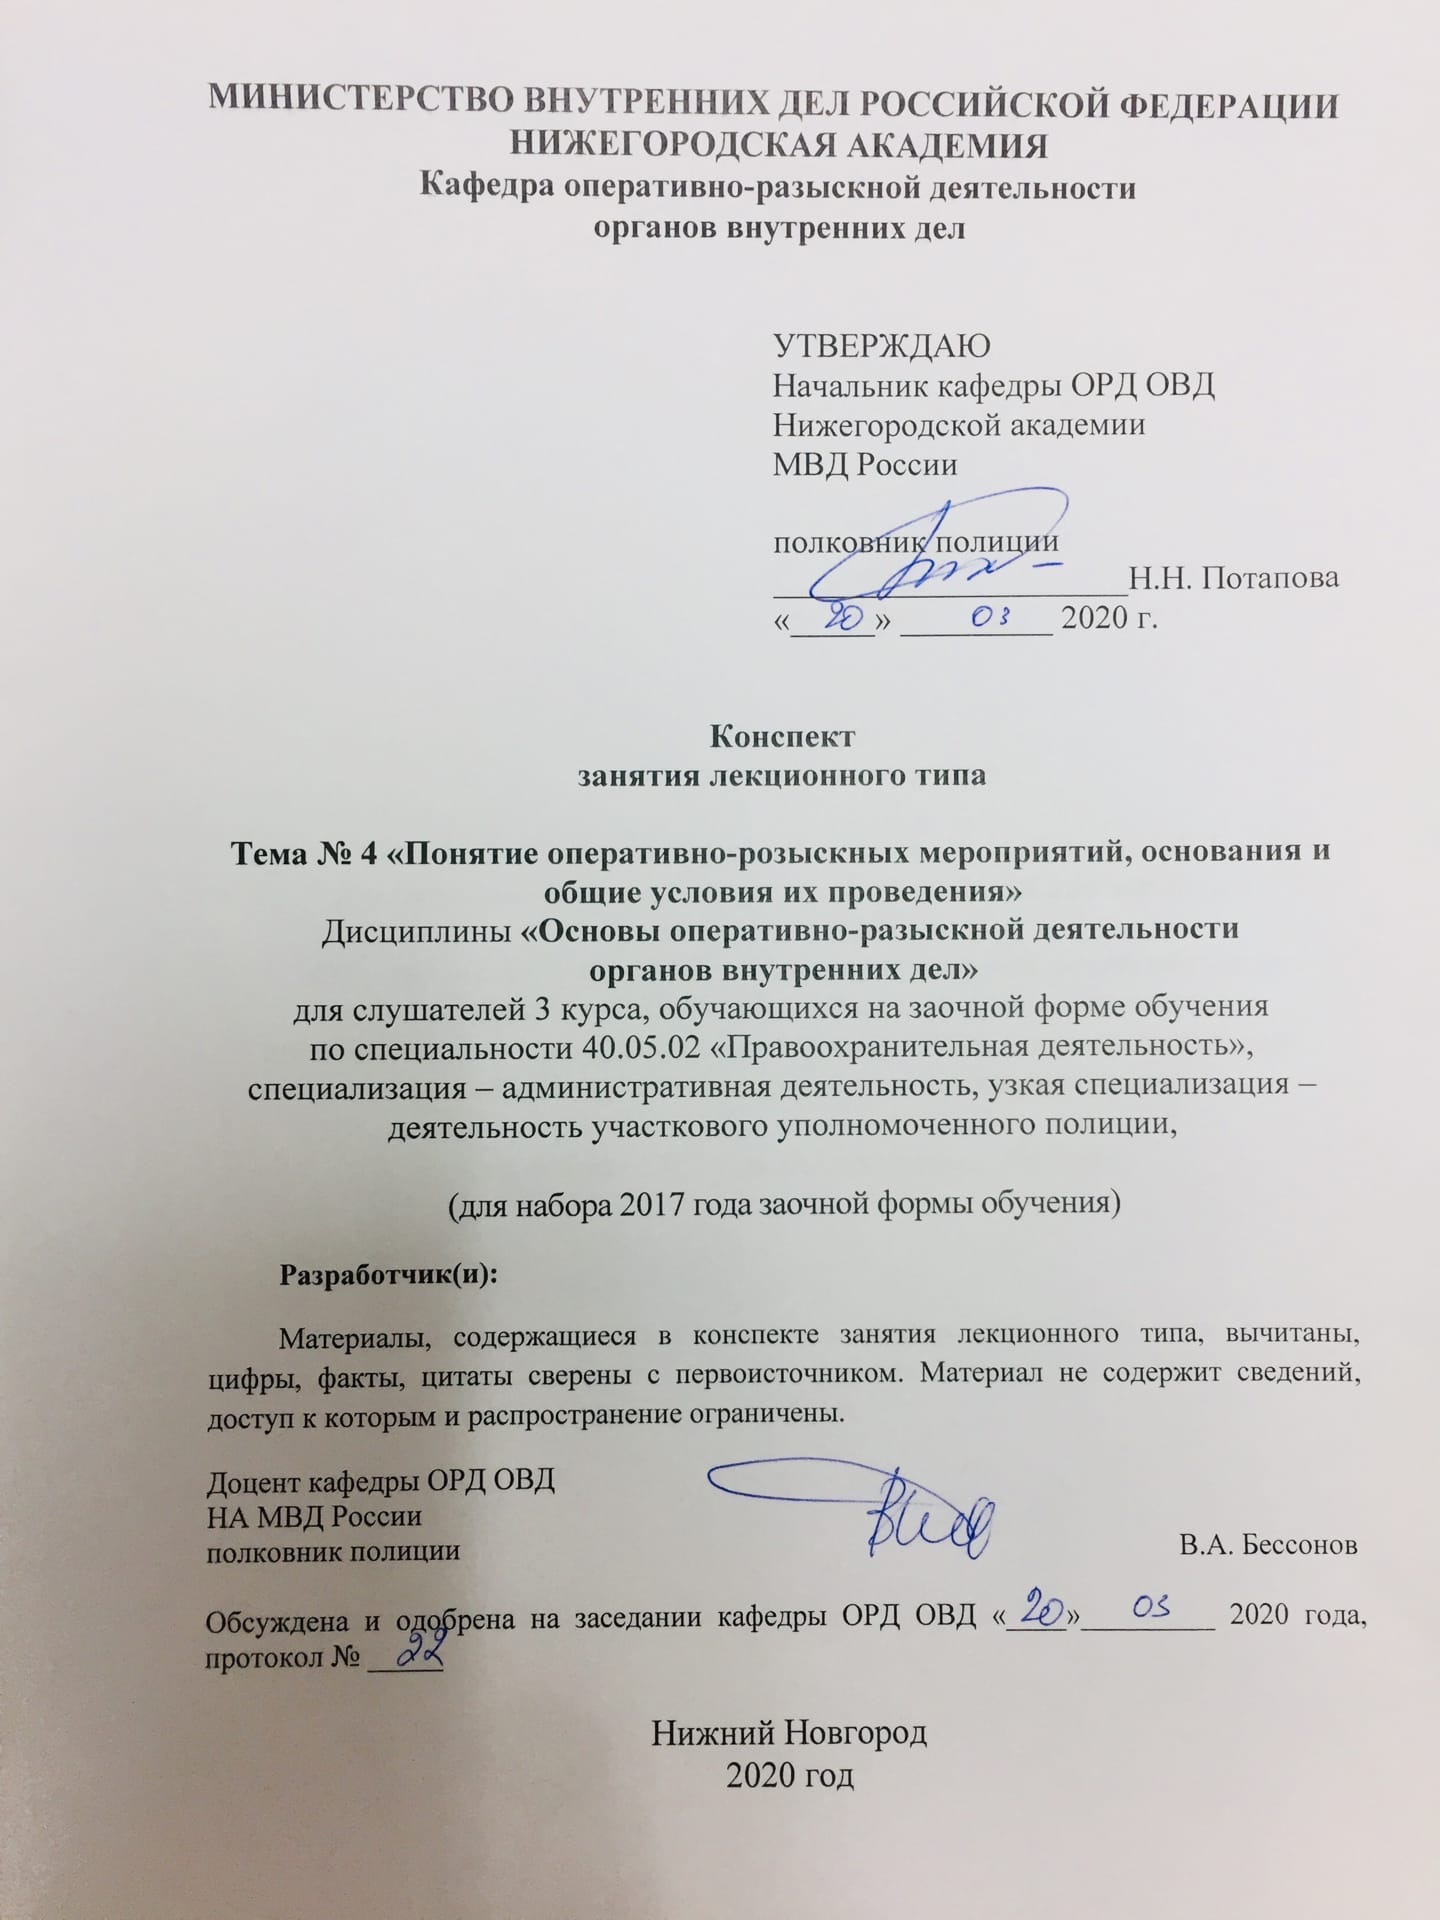 МИНИСТЕРСТВО ВНУТРЕННИХ ДЕЛ РОССИЙСКОЙ ФЕДЕРАЦИИ
НИЖЕГОРОДСКАЯ АКАДЕМИЯ
Кафедра оперативно-разыскной деятельности
органов внутренних дел
УТВЕРЖДАЮ
Начальник кафедры ОРД ОВД
Нижегородской академии
МВД России
полковник полиции
Н.Н. Потапова
«20» 03 2020 г.
Конспект
занятия лекционного типа
Тема № 4 «Понятие оперативно-розыскных мероприятий, основания и
общие условия их проведения»
Дисциплины «Основы оперативно-разыскной деятельности
органов внутренних дел»
для слушателей 3 курса, обучающихся на заочной форме обучения
по специальности 40.05.02 «Правоохранительная деятельность»,
специализация – административная деятельность, узкая специализация –
деятельность участкового уполномоченного полиции,
(для набора 2017 года заочной формы обучения)
Разработчик(и):
Материалы, содержащиеся в конспекте занятия лекционного типа, вычитаны,
цифры, факты, цитаты сверены с первоисточником. Материал не содержит сведений,
доступ к которым и распространение ограничены.
Доцент кафедры ОРД ОВД
НА МВД России
полковник полиции В.А. Бессонов
Обсуждена и одобрена на заседании кафедры ОРД ОВД «20» 03 2020 года,
протокол № 22
Нижний Новгород
2020 год